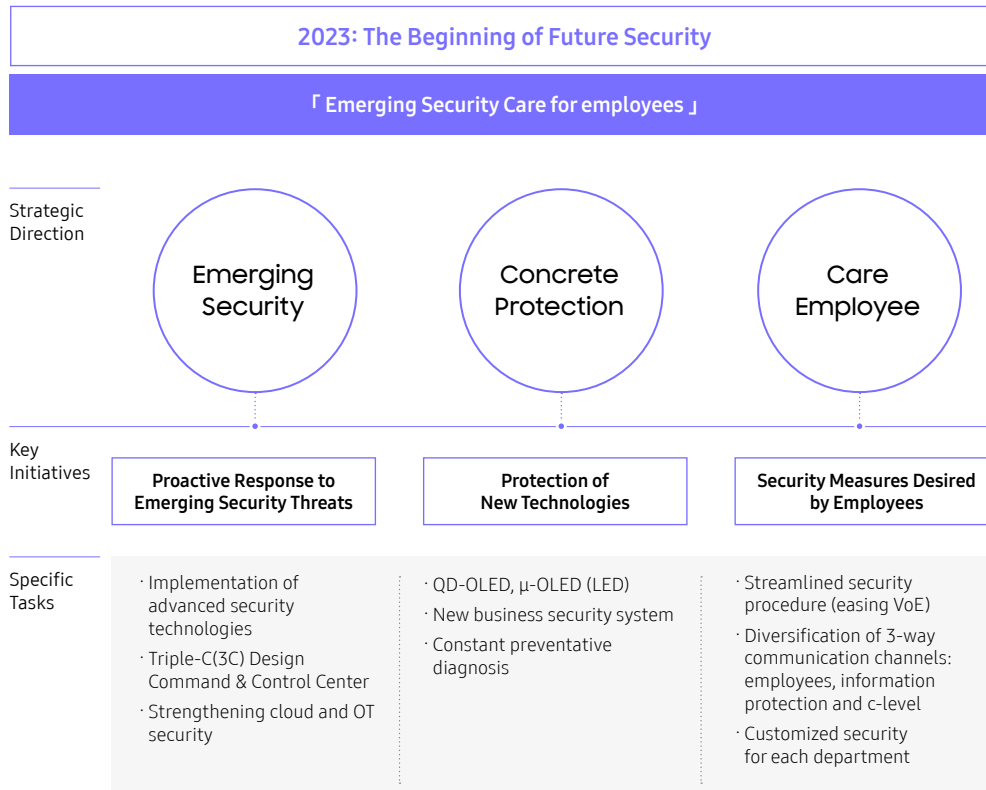 2023: The Beginning of Future Security
「 Emerging Security Care for employees 」
Strategic
Direction
Emerging
Security
Concrete
Protection
Care
Employee
Key
Initiatives
Proactive Response to
Emerging Security Threats
Protection of
New Technologies
Security Measures Desired
by Employees
Specific
Tasks
· Implementation of
advanced security
technologies
· Triple-C(3C) Design
Command & Control Center
· Strengthening cloud and OT
security
· QD-OLED, μ-OLED (LED)
· New business security system
· Constant preventative
diagnosis
· Streamlined security
procedure (easing VoE)
· Diversification of 3-way
communication channels:
employees, information
protection and c-level
· Customized security
for each department